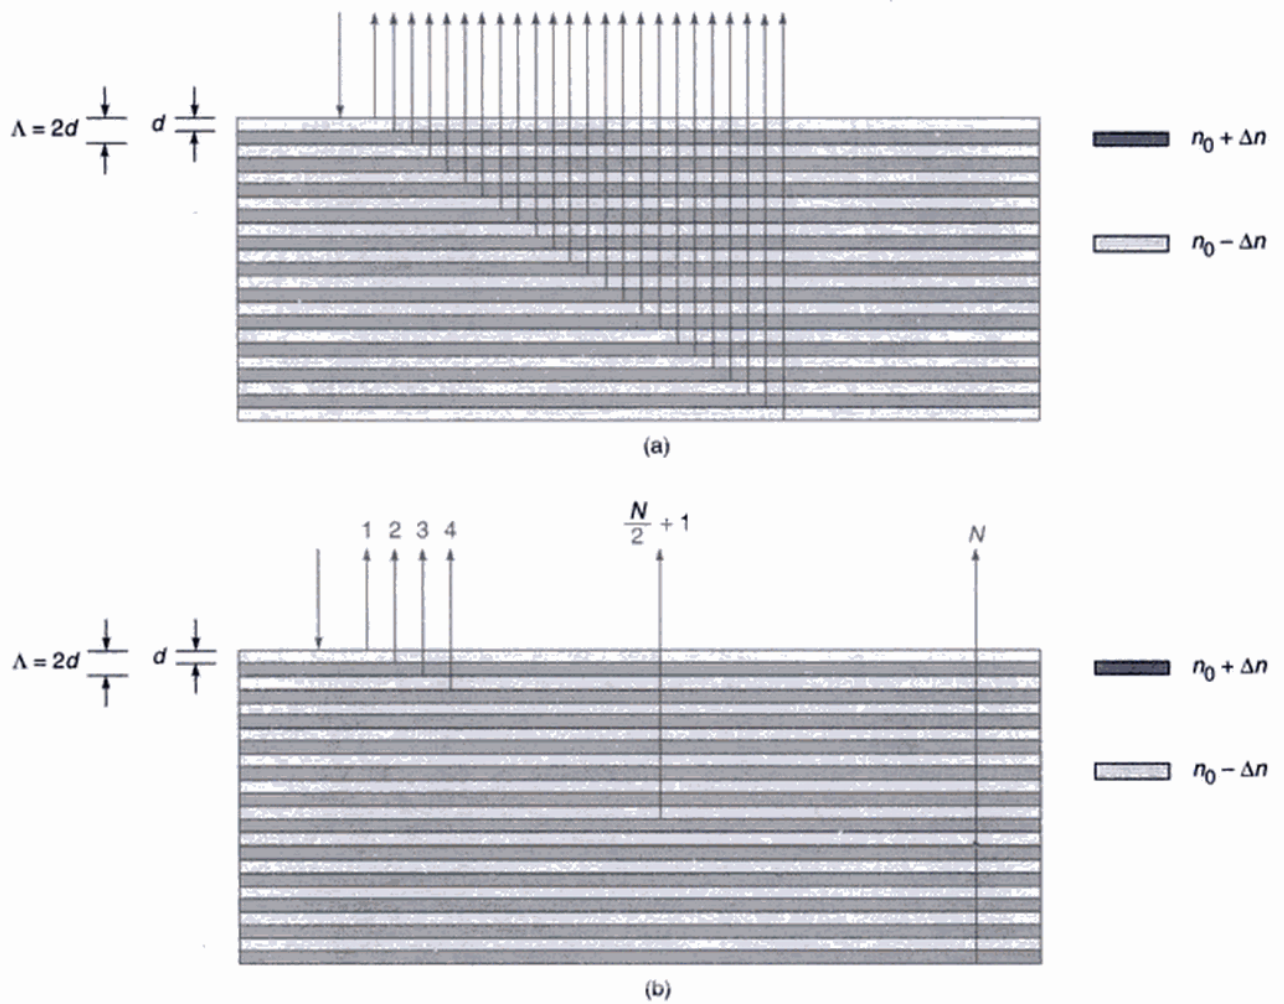 Λ = 2d
d
n₀ + Δn
n₀ − Δn
(a)
1 2 3 4
N/2 + 1
N
Λ = 2d
d
n₀ + Δn
n₀ − Δn
(b)